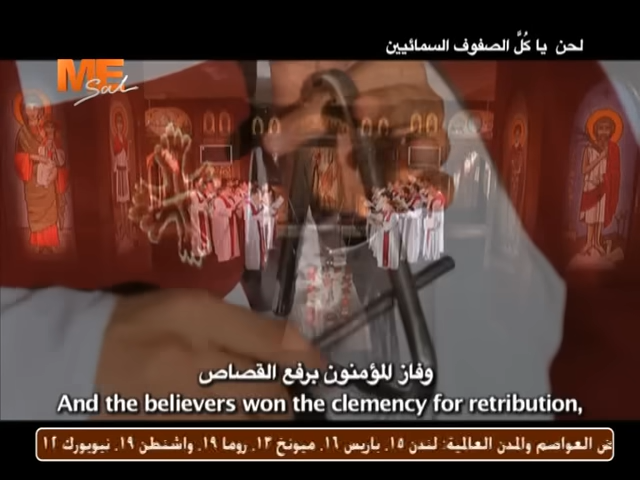 لحن يا كُلَّ الصفوف السمائيين
ME
Sat
وفاز المؤمنون برفع القصاص
And the believers won the clemency for retribution,
العواصم والمدن العالمية: لندن ١٥، باريس ١٦، ميونخ ١٣، روما ١٩، واشنطن ١٩، نيويورك ١٢